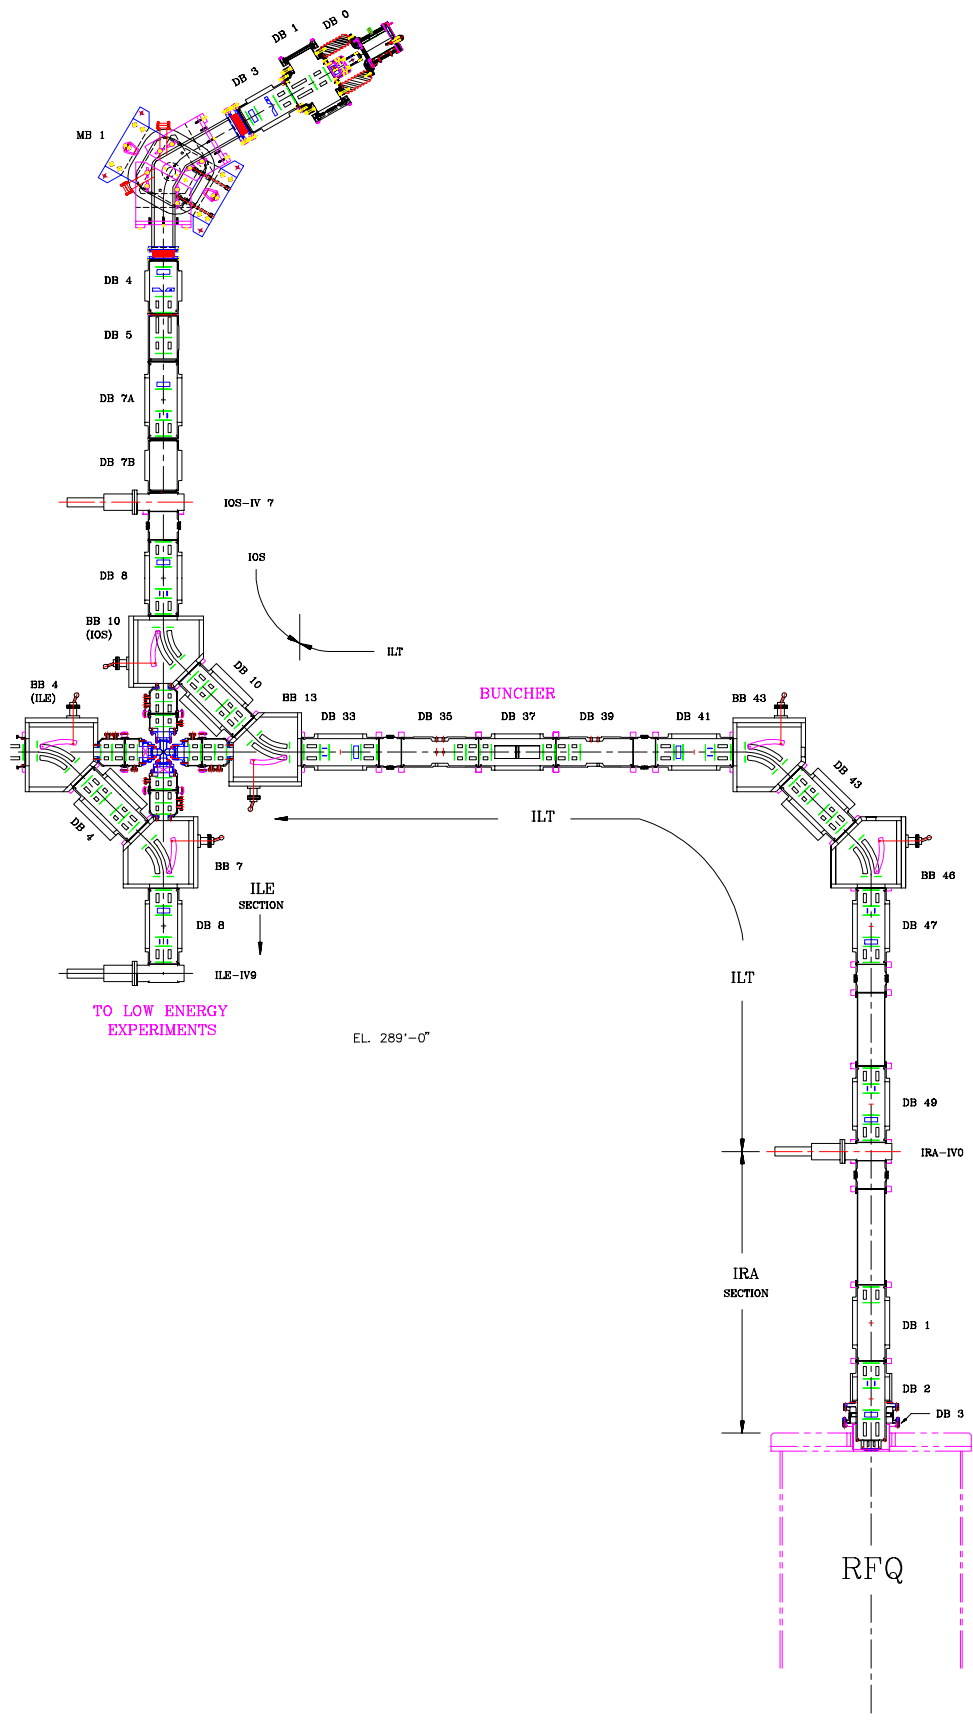 DB 0
DB 1
DB 3
MB 1
DB 4
DB 5
DB 7A
DB 7B
IOS-IV 7
IOS
DB 8
BB 10
(IOS)
ILT
DB 10
BB 4
(ILE)
BB 13
BUNCHER
BB 43
DB 33
DB 35
DB 37
DB 39
DB 41
DB 43
ILT
DB 4
BB 7
BB 46
ILE
SECTION
DB 8
DB 47
ILE-IV9
ILT
TO LOW ENERGY
EXPERIMENTS
EL. 289'-0"
DB 49
IRA-IV0
IRA
SECTION
DB 1
DB 2
DB 3
RFQ